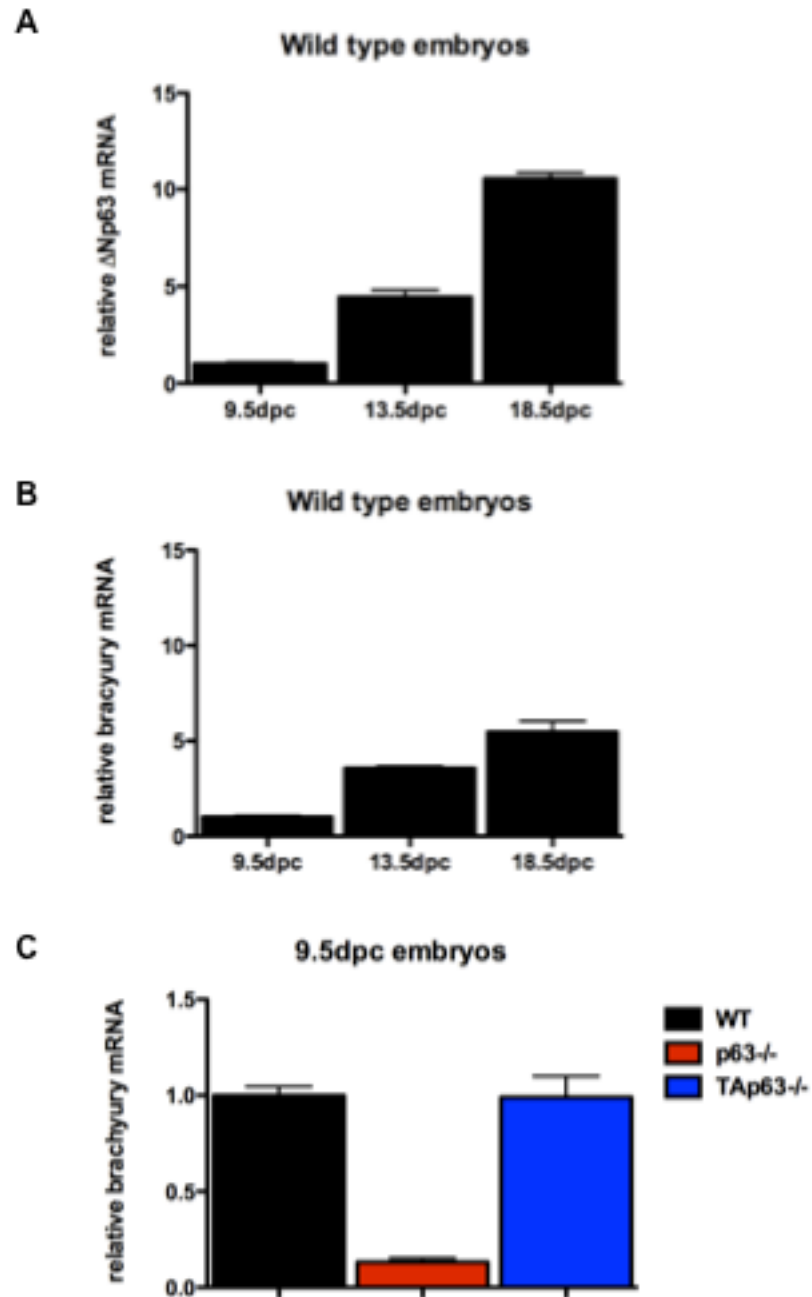 A
Wild type embryos
relative ΔNp63 mRNA
15
10
5
0
9.5dpc 13.5dpc 18.5dpc
B
Wild type embryos
relative bracyury mRNA
15
10
5
0
9.5dpc 13.5dpc 18.5dpc
C
9.5dpc embryos
relative brachyury mRNA
1.5
1.0
0.5
0.0
WT
p63-/-
TAp63-/-